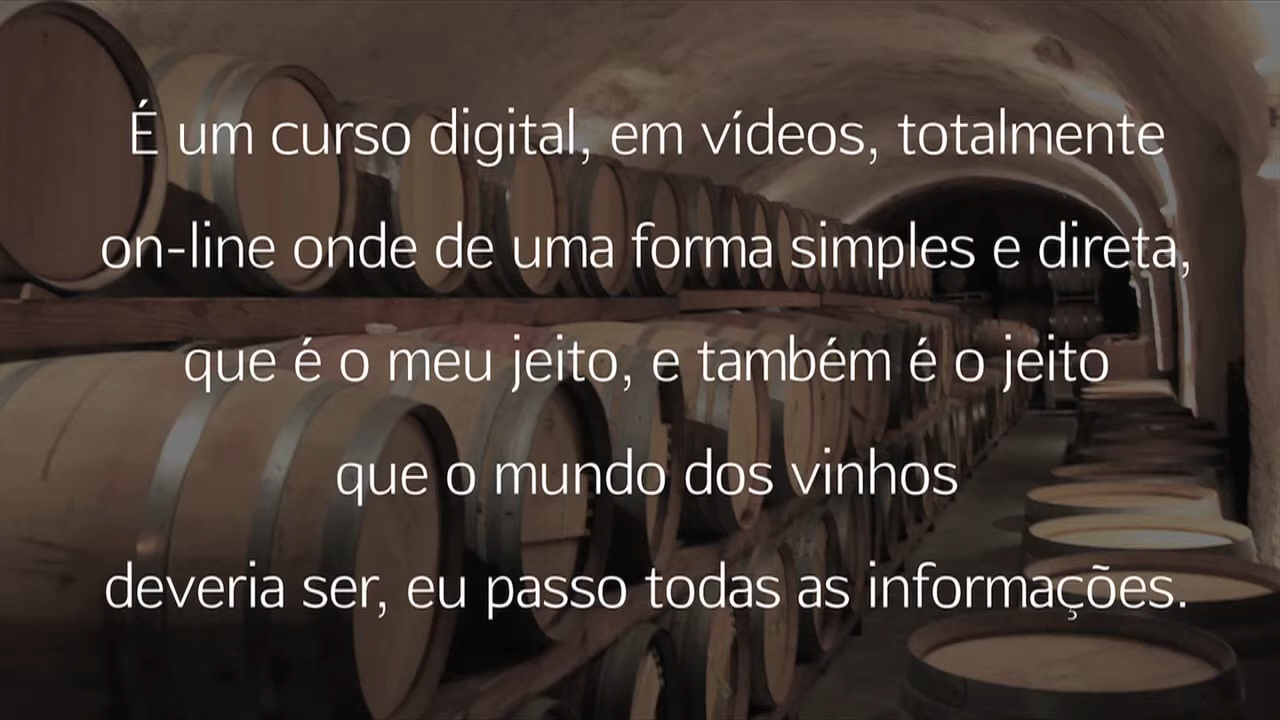 É um curso digital, em vídeos, totalmente
on-line onde de uma forma simples e direta,
que é o meu jeito, e também é o jeito
que o mundo dos vinhos
deveria ser, eu passo todas as informações.